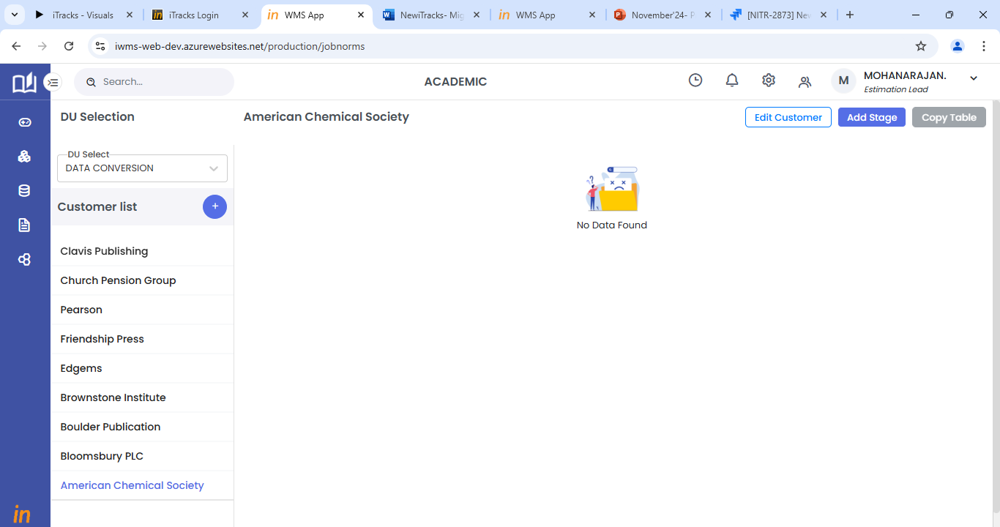 iTracks - Visuals
iTracks Login
WMS App
NewiTracks- Mig
WMS App
November'24- P
[NITR-2873] Nev
iwms-web-dev.azurewebsites.net/production/jobnorms
Search...
ACADEMIC
M
MOHANARAJAN.
Estimation Lead
DU Selection
American Chemical Society
Edit Customer
Add Stage
Copy Table
DU Select
DATA CONVERSION
Customer list
+
No Data Found
Clavis Publishing
Church Pension Group
Pearson
Friendship Press
Edgems
Brownstone Institute
Boulder Publication
Bloomsbury PLC
American Chemical Society
in